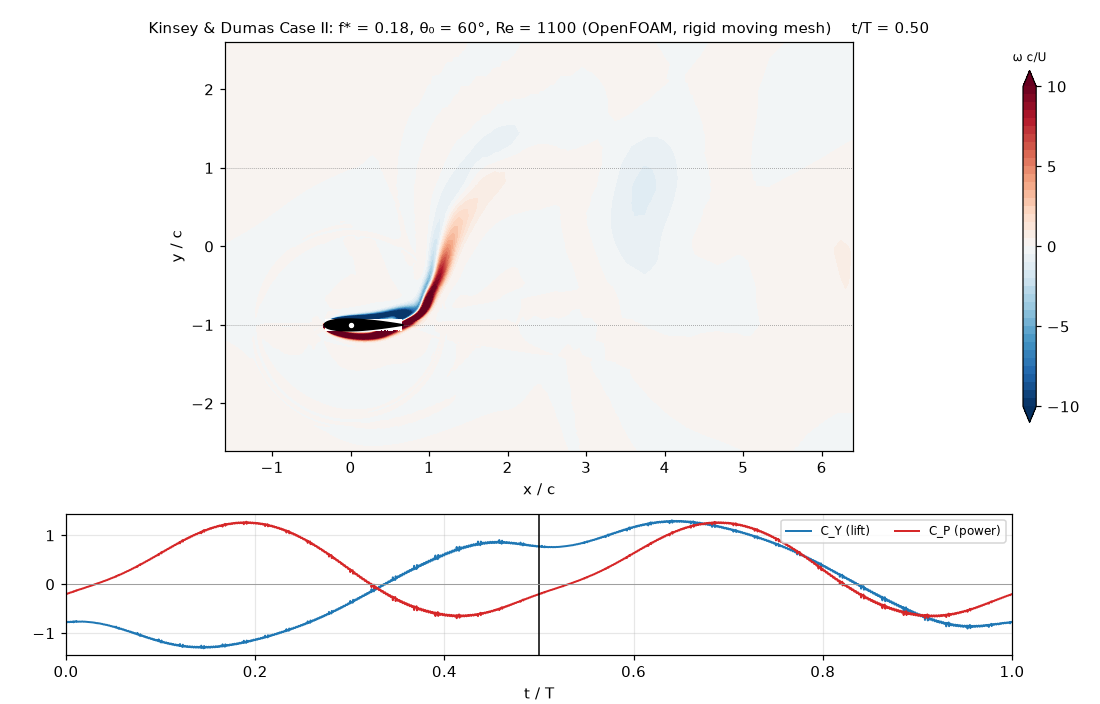 Kinsey & Dumas Case II: f* = 0.18, θ₀ = 60°, Re = 1100 (OpenFOAM, rigid moving mesh)    t/T = 0.50
ω c/U
2
1
0
−1
−2
y / c
−1 0 1 2 3 4 5 6
x / c
10
5
0
−5
−10
1
0
−1
C_Y (lift) C_P (power)
0.0 0.2 0.4 0.6 0.8 1.0
t / T